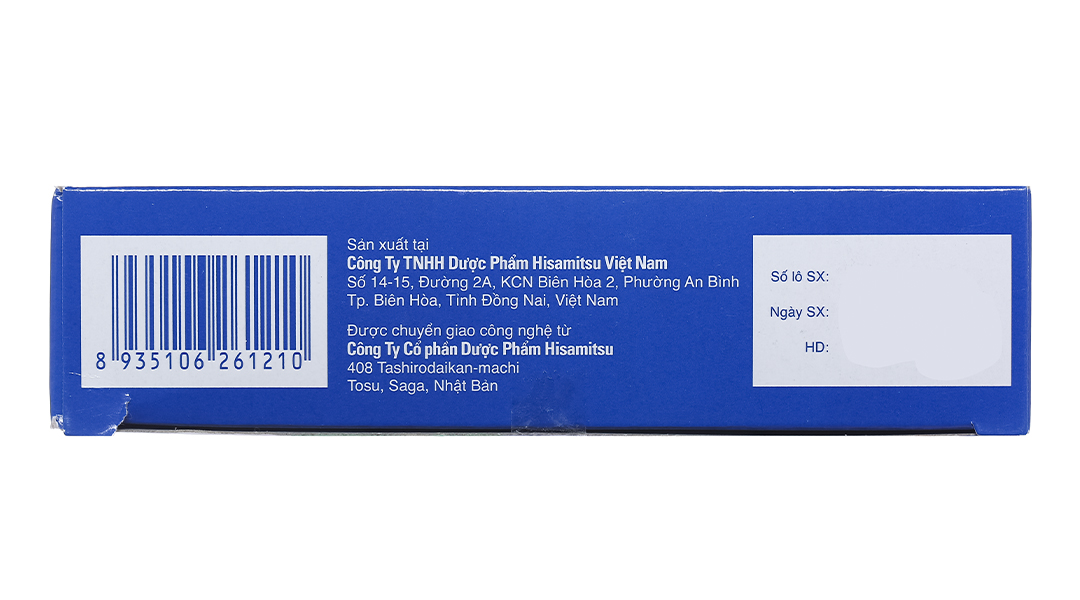 8 935106 261210
Sản xuất tại
Công Ty TNHH Dược Phẩm Hisamitsu Việt Nam
Số 14-15, Đường 2A, KCN Biên Hòa 2, Phường An Bình
Tp. Biên Hòa, Tỉnh Đồng Nai, Việt Nam
Được chuyển giao công nghệ từ
Công Ty Cổ phần Dược Phẩm Hisamitsu
408 Tashirodaikan-machi
Tosu, Saga, Nhật Bản
Số lô SX:
Ngày SX:
HD: